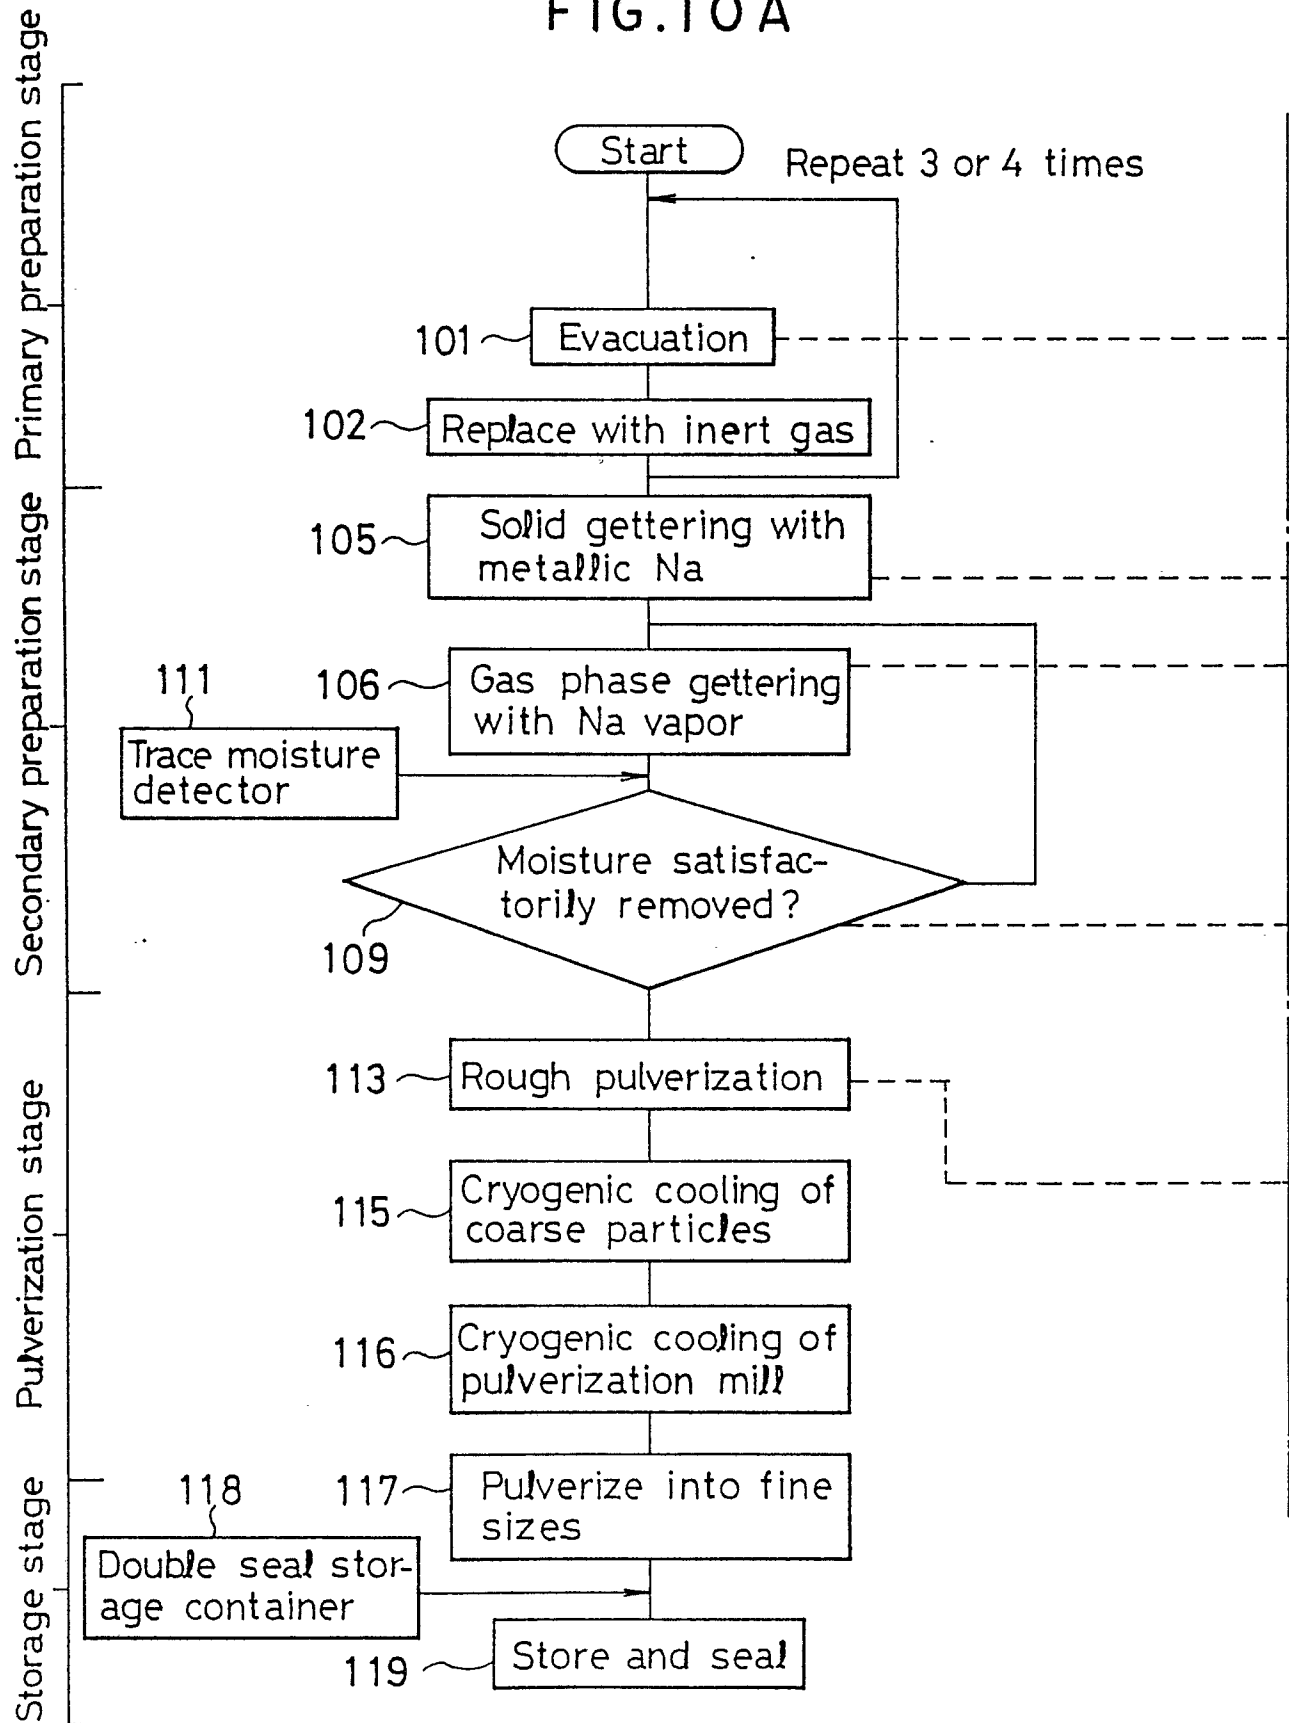 FIG.10A
Primary preparation stage
Start
Repeat 3 or 4 times
101
Evacuation
102
Replace with inert gas
Secondary preparation stage
105
Solid gettering with
metallic Na
106
Gas phase gettering
with Na vapor
111
Trace moisture
detector
Moisture satisfac-
torily removed?
109
Pulverization stage
113
Rough pulverization
115
Cryogenic cooling of
coarse particles
116
Cryogenic cooling of
pulverization mill
117
Pulverize into fine
sizes
Storage stage
118
Double seal stor-
age container
119
Store and seal